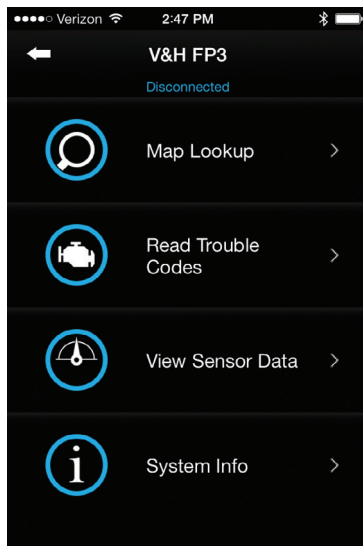 Verizon 2:47 PM
V&H FP3
Disconnected
Map Lookup
Read Trouble
Codes
View Sensor Data
i System Info